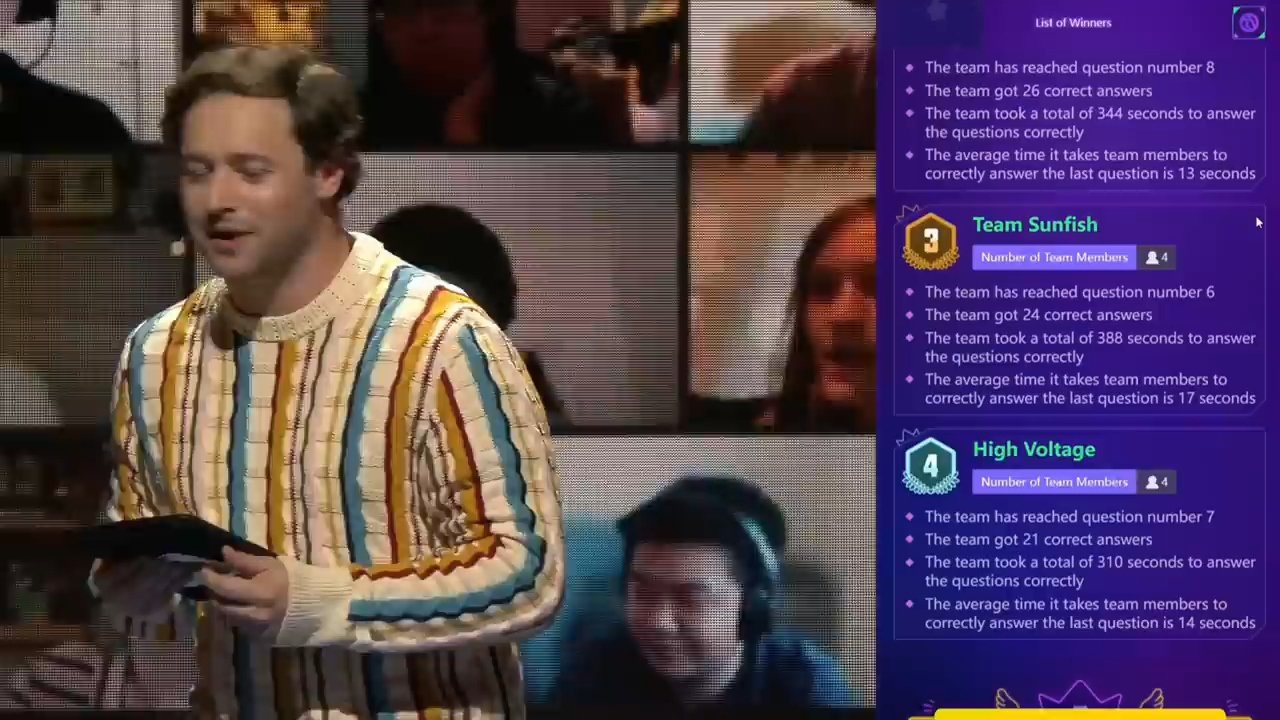 List of Winners
The team has reached question number 8
The team got 26 correct answers
The team took a total of 344 seconds to answer
the questions correctly
The average time it takes team members to
correctly answer the last question is 13 seconds
3
Team Sunfish
Number of Team Members 4
The team has reached question number 6
The team got 24 correct answers
The team took a total of 388 seconds to answer
the questions correctly
The average time it takes team members to
correctly answer the last question is 17 seconds
4
High Voltage
Number of Team Members 4
The team has reached question number 7
The team got 21 correct answers
The team took a total of 310 seconds to answer
the questions correctly
The average time it takes team members to
correctly answer the last question is 14 seconds